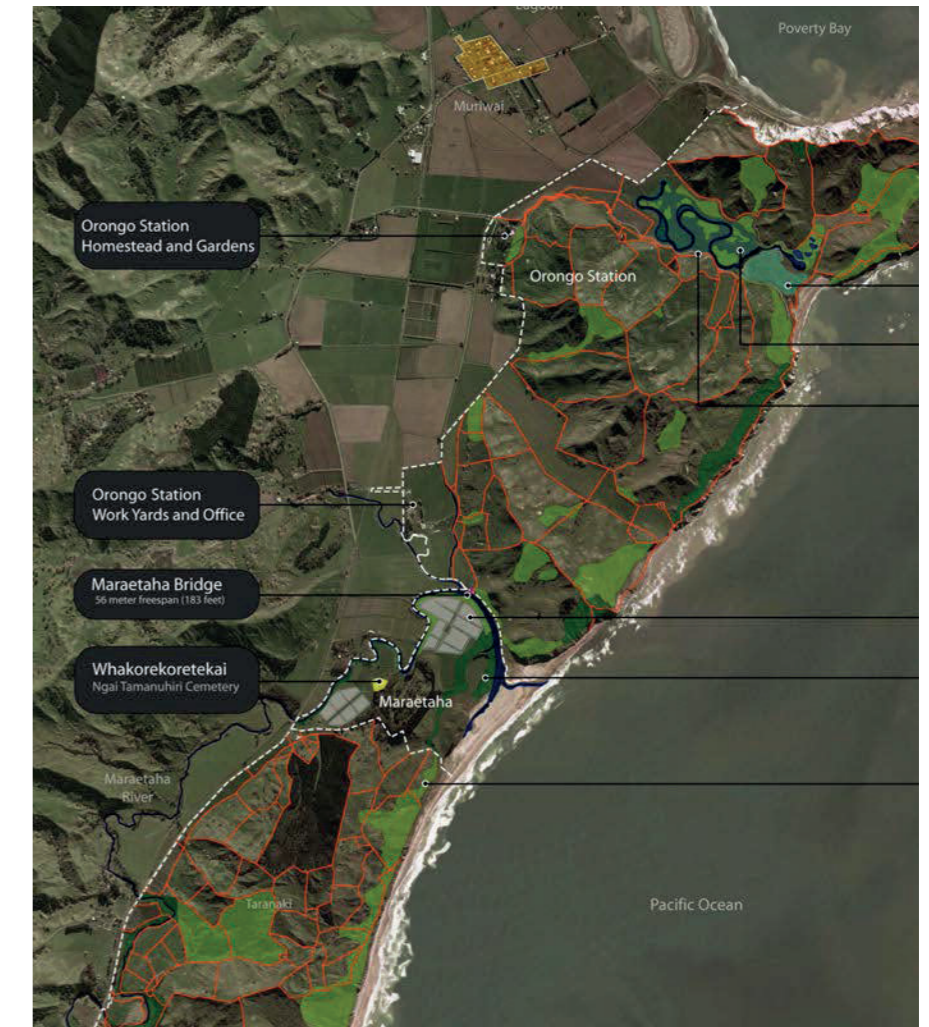 Lagoon
Poverty Bay
Muriwai
Orongo Station
Homestead and Gardens
Orongo Station
Orongo Station
Work Yards and Office
Maraetaha Bridge
56 meter freespan (183 feet)
Whakorekoretekai
Ngai Tamanuhiri Cemetery
Maraetaha
Maraetaha
River
Taranaki
Pacific Ocean